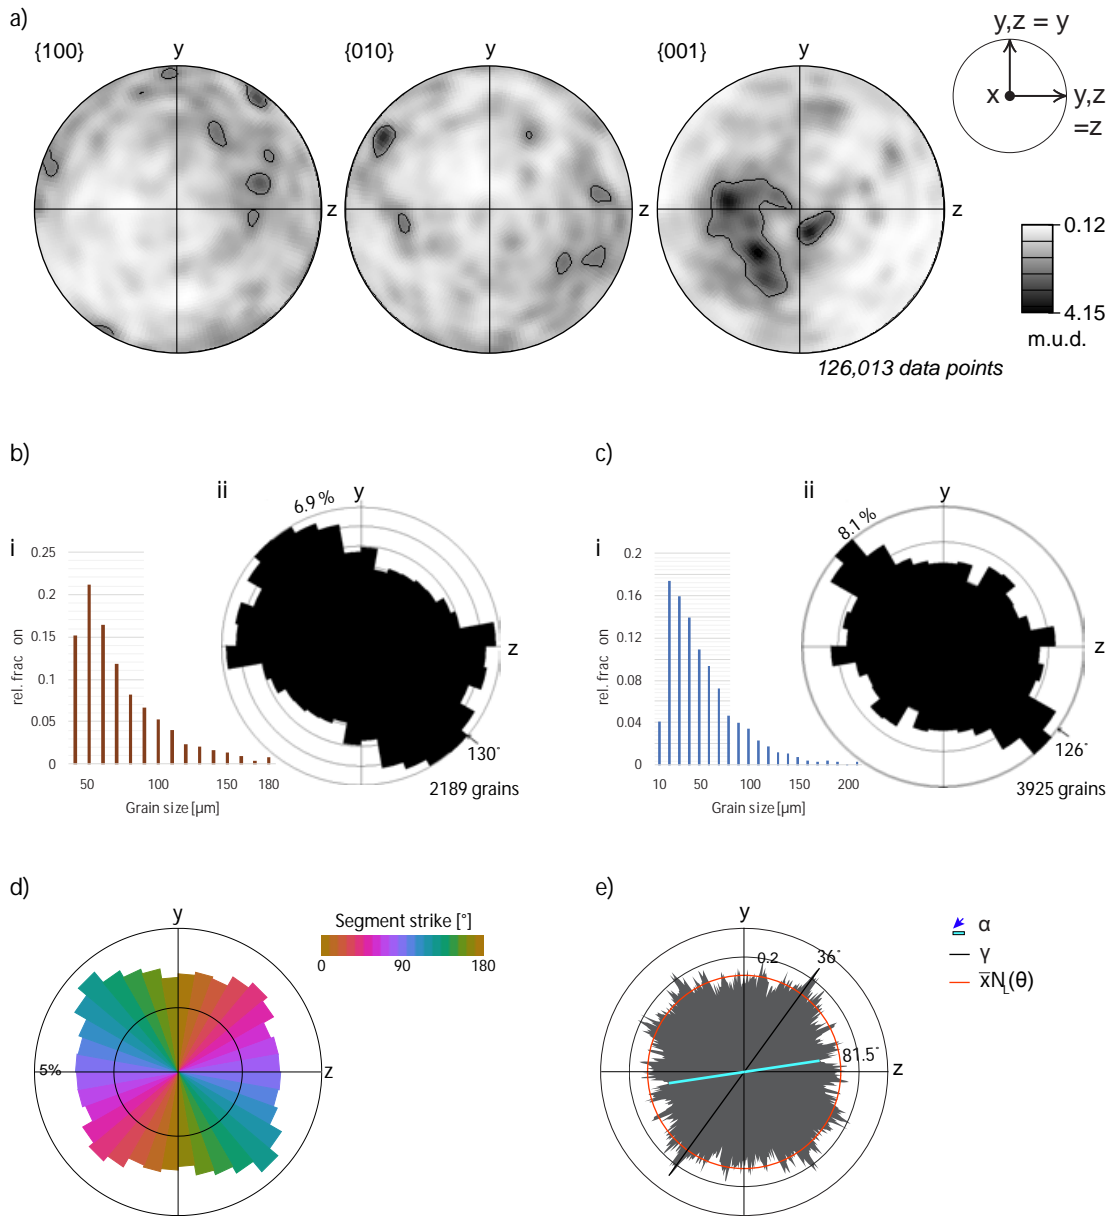 a)
{100}
y
z
{010}
y
z
{001}
y
z
y,z = y
x
y,z
=z
0.12
4.15
m.u.d.
126,013 data points
b)
i
rel. frac on
0.25
0.2
0.15
0.1
0.05
0
50 100 150 180
Grain size [µm]
ii
6.9 %
y
z
130°
2189 grains
c)
i
rel. frac on
0.2
0.16
0.12
0.08
0.04
0
10 50 100 150 200
Grain size [µm]
ii
8.1 %
y
z
126°
3925 grains
d)
y
5%
z
Segment strike [°]
0 90 180
e)
y
0.2
36°
81.5°
z
α
γ
x̅N_L(θ)